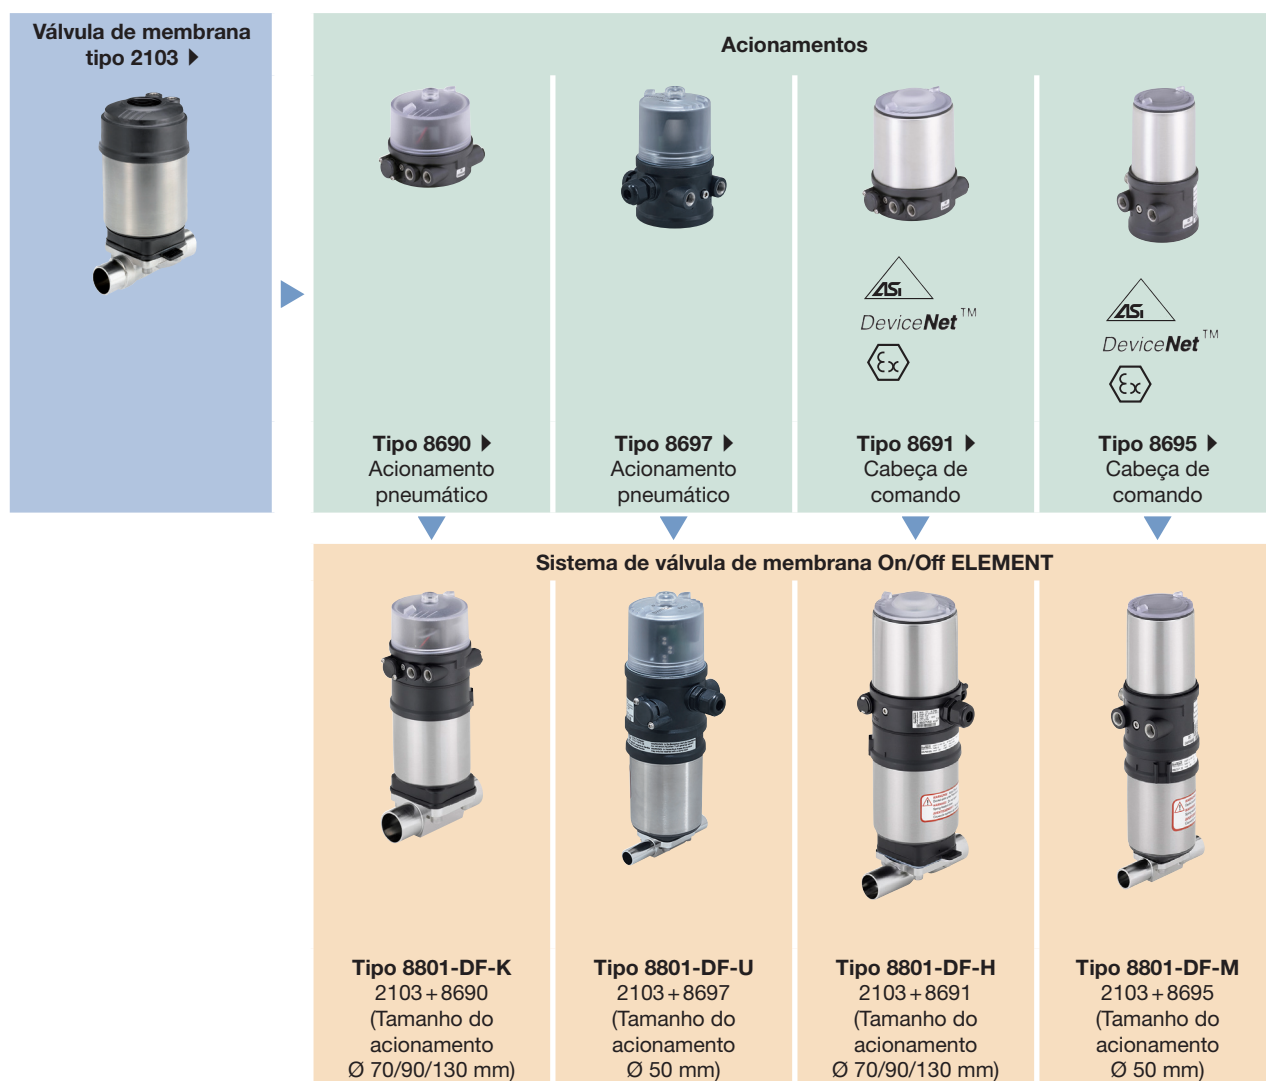 Válvula de membrana
tipo 2103
Acionamentos
ASi
DeviceNet™
Ex
ASi
DeviceNet™
Ex
Tipo 8690
Acionamento
pneumático
Tipo 8697
Acionamento
pneumático
Tipo 8691
Cabeça de
comando
Tipo 8695
Cabeça de
comando
Sistema de válvula de membrana On/Off ELEMENT
Tipo 8801-DF-K
2103 + 8690
(Tamanho do
acionamento
Ø 70/90/130 mm)
Tipo 8801-DF-U
2103 + 8697
(Tamanho do
acionamento
Ø 50 mm)
Tipo 8801-DF-H
2103 + 8691
(Tamanho do
acionamento
Ø 70/90/130 mm)
Tipo 8801-DF-M
2103 + 8695
(Tamanho do
acionamento
Ø 50 mm)